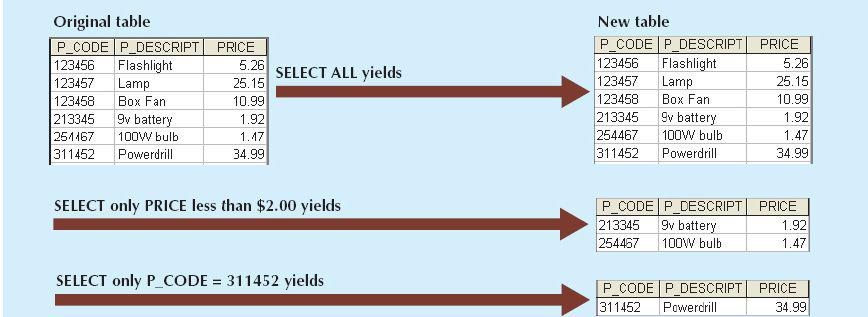 Original table
P_CODE P_DESCRIPT PRICE
123456 Flashlight 5.26
123457 Lamp 25.15
123458 Box Fan 10.99
213345 9v battery 1.92
254467 100W bulb 1.47
311452 Powerdrill 34.99
SELECT ALL yields
New table
P_CODE P_DESCRIPT PRICE
123456 Flashlight 5.26
123457 Lamp 25.15
123458 Box Fan 10.99
213345 9v battery 1.92
254467 100W bulb 1.47
311452 Powerdrill 34.99
SELECT only PRICE less than $2.00 yields
P_CODE P_DESCRIPT PRICE
213345 9v battery 1.92
254467 100W bulb 1.47
SELECT only P_CODE = 311452 yields
P_CODE P_DESCRIPT PRICE
311452 Powerdrill 34.99